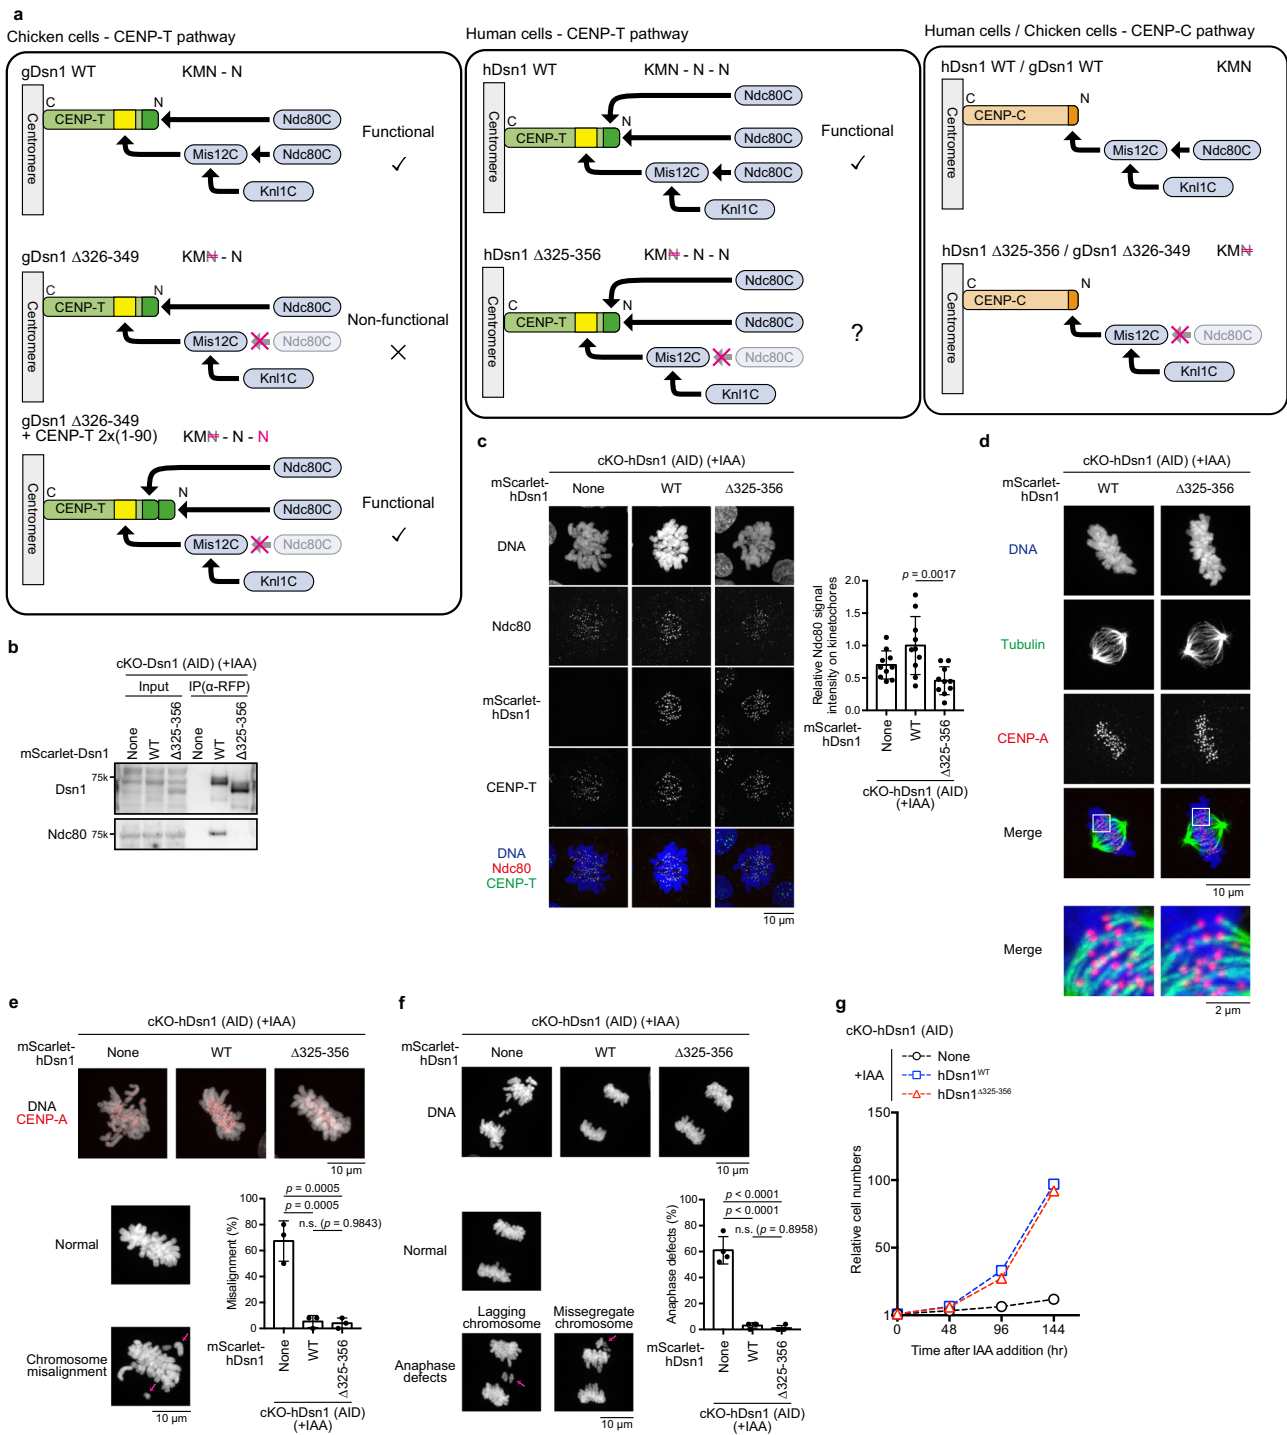 a
Chicken cells - CENP-T pathway
gDsn1 WT KMN - N
C N
Centromere
CENP-T
Ndc80C
Mis12C Ndc80C
Knl1C
Functional
✓
gDsn1 Δ326-349 KMN - N
C N
Centromere
CENP-T
Ndc80C
Mis12C Ndc80C
Knl1C
Non-functional
×
gDsn1 Δ326-349
+ CENP-T 2x(1-90) KMN - N - N
C N
Centromere
CENP-T
Ndc80C
Ndc80C
Mis12C Ndc80C
Knl1C
Functional
✓
Human cells - CENP-T pathway
hDsn1 WT KMN - N - N
C N
Centromere
CENP-T
Ndc80C
Ndc80C
Mis12C Ndc80C
Knl1C
Functional
✓
hDsn1 Δ325-356 KMN - N - N
C N
Centromere
CENP-T
Ndc80C
Ndc80C
Mis12C Ndc80C
Knl1C
?
Human cells / Chicken cells - CENP-C pathway
hDsn1 WT / gDsn1 WT KMN
C N
Centromere
CENP-C
Mis12C Ndc80C
Knl1C
hDsn1 Δ325-356 / gDsn1 Δ326-349 KMN
C N
Centromere
CENP-C
Mis12C Ndc80C
Knl1C
b
cKO-Dsn1 (AID) (+IAA)
Input IP(α-RFP)
mScarlet-Dsn1 None WT Δ325-356 None WT Δ325-356
75k
Dsn1
Ndc80 75k
c
cKO-hDsn1 (AID) (+IAA)
mScarlet-
hDsn1
None WT Δ325-356
DNA
Ndc80
mScarlet-
hDsn1
CENP-T
DNA
Ndc80
CENP-T
10 μm
Relative Ndc80 signal
intensity on kinetochores
2.0
1.5
1.0
0.5
0.0
p = 0.0017
mScarlet-
hDsn1
None WT Δ325-356
cKO-hDsn1 (AID)
(+IAA)
d
cKO-hDsn1 (AID) (+IAA)
mScarlet-
hDsn1
WT Δ325-356
DNA
Tubulin
CENP-A
Merge
10 μm
Merge
2 μm
e
cKO-hDsn1 (AID) (+IAA)
mScarlet-
hDsn1
None WT Δ325-356
DNA
CENP-A
10 μm
Normal
Chromosome
misalignment
10 μm
Misalignment (%)
100
80
60
40
20
0
p = 0.0005
p = 0.0005
n.s. (p = 0.9843)
mScarlet-
hDsn1
None WT Δ325-356
cKO-hDsn1 (AID)
(+IAA)
f
cKO-hDsn1 (AID) (+IAA)
mScarlet-
hDsn1
None WT Δ325-356
DNA
10 μm
Normal
Lagging
chromosome
Missegregate
chromosome
Anaphase
defects
10 μm
Anaphase defects (%)
100
80
60
40
20
0
p < 0.0001
p < 0.0001
n.s. (p = 0.8958)
mScarlet-
hDsn1
None WT Δ325-356
cKO-hDsn1 (AID)
(+IAA)
g
cKO-hDsn1 (AID)
+IAA
None
hDsn1WT
hDsn1Δ325-356
Relative cell numbers
150
100
50
1
0 48 96 144
Time after IAA addition (hr)